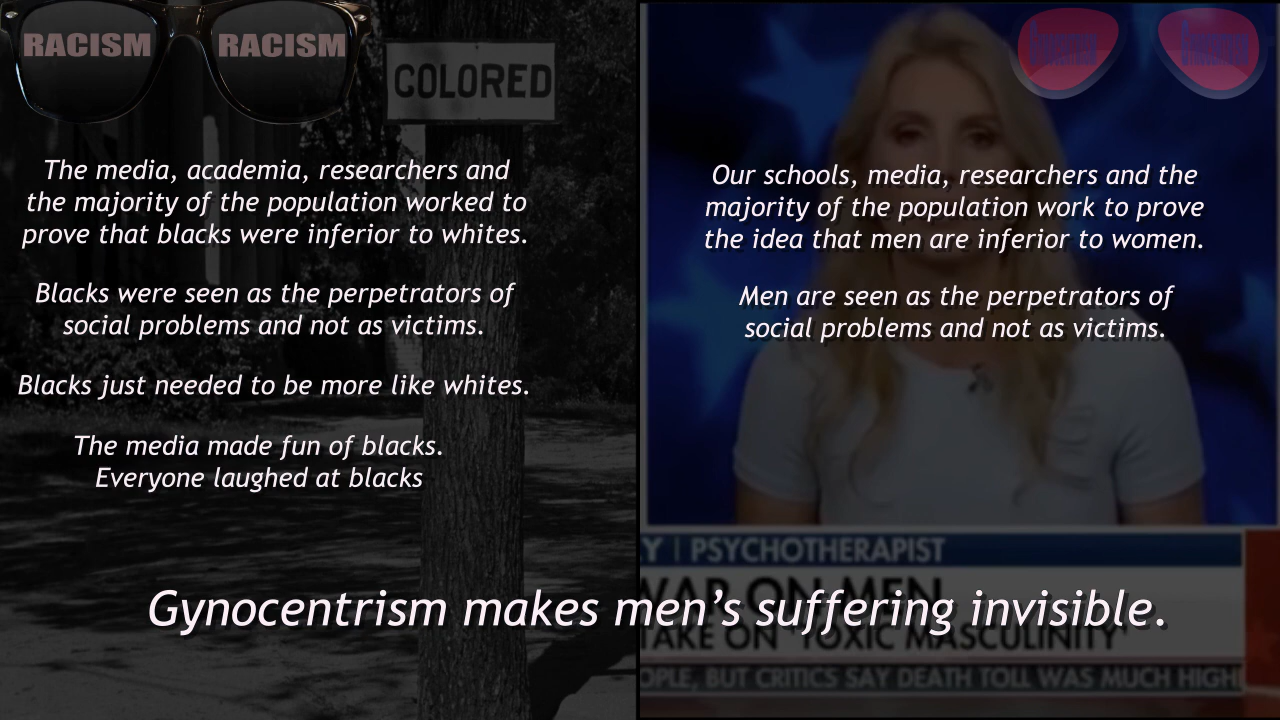 RACISM RACISM
COLORED
The media, academia, researchers and
the majority of the population worked to
prove that blacks were inferior to whites.
Blacks were seen as the perpetrators of
social problems and not as victims.
Blacks just needed to be more like whites.
The media made fun of blacks.
Everyone laughed at blacks
Our schools, media, researchers and the
majority of the population work to prove
the idea that men are inferior to women.
Men are seen as the perpetrators of
social problems and not as victims.
Gynocentrism makes men's suffering invisible.
Y | PSYCHOTHERAPIST
WAR ON MEN
TAKE ON 'TOXIC MASCULINITY'
OPLE, BUT CRITICS SAY DEATH TOLL WAS MUCH HIGH